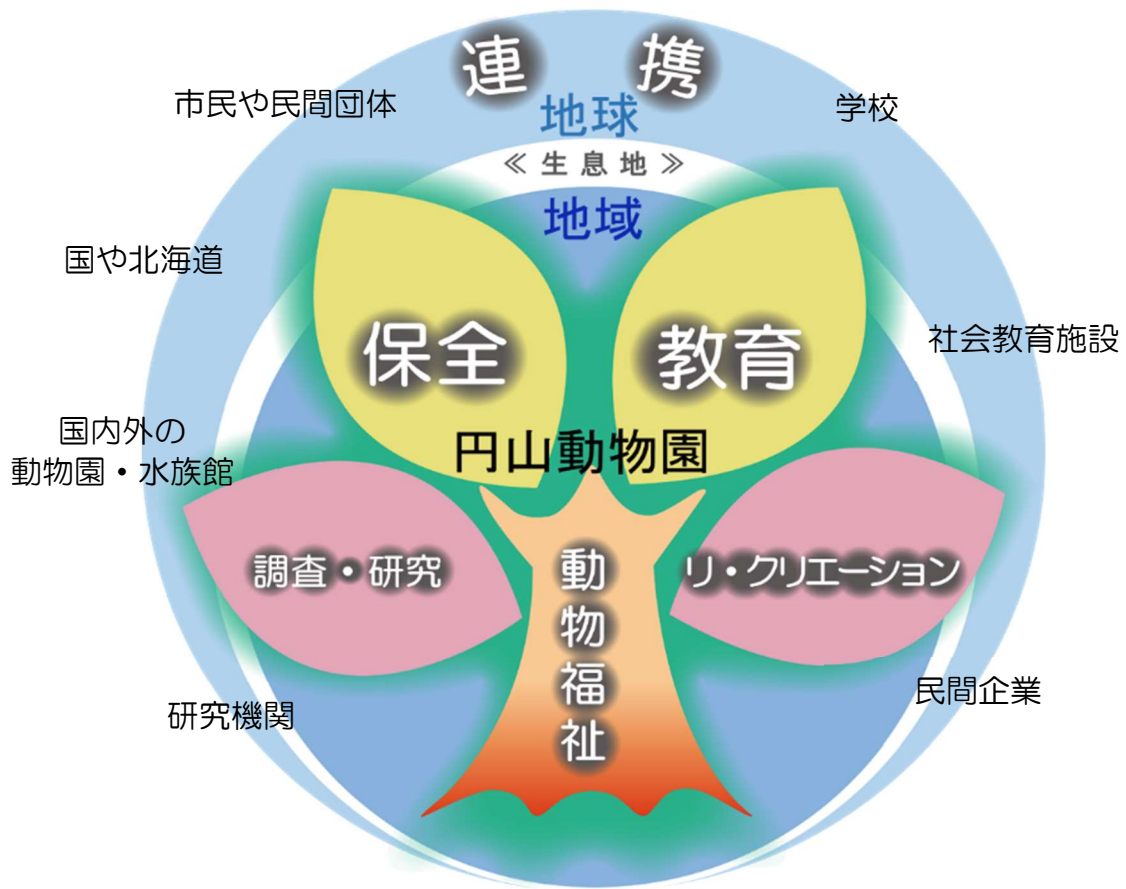 連 携
市民や民間団体
地球
学校
≪生息地≫
地域
国や北海道
保全
教育
社会教育施設
国内外の
動物園・水族館
円山動物園
調査・研究
動物福祉
リ・クリエーション
研究機関
民間企業